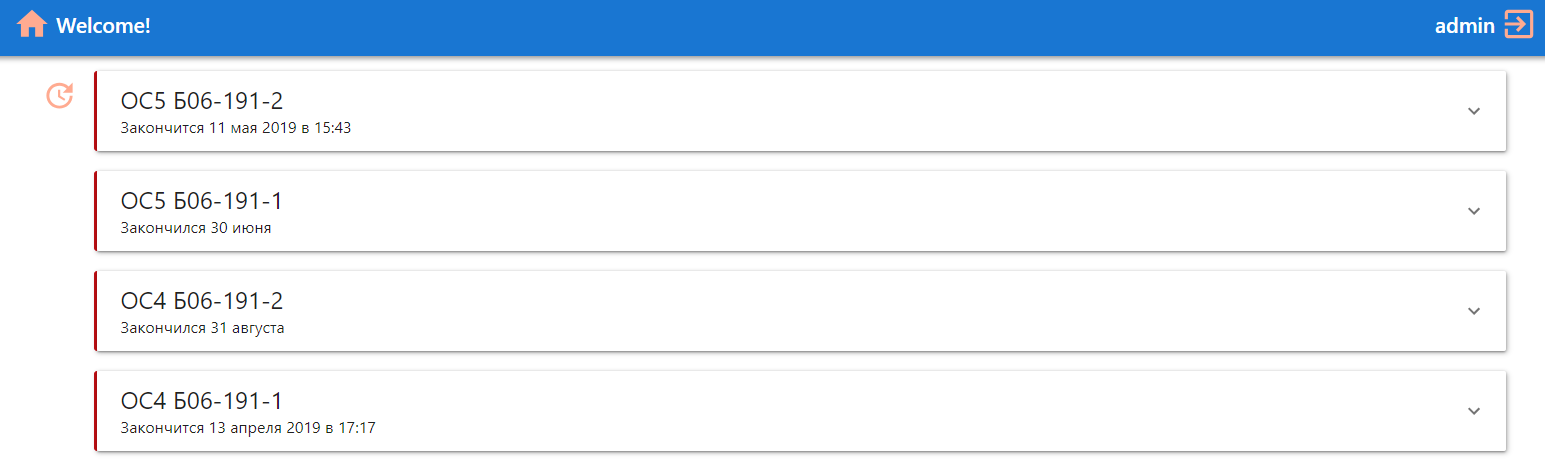 Welcome!
admin
ОС5 Б06-191-2
Закончится 11 мая 2019 в 15:43
ОС5 Б06-191-1
Закончился 30 июня
ОС4 Б06-191-2
Закончился 31 августа
ОС4 Б06-191-1
Закончится 13 апреля 2019 в 17:17